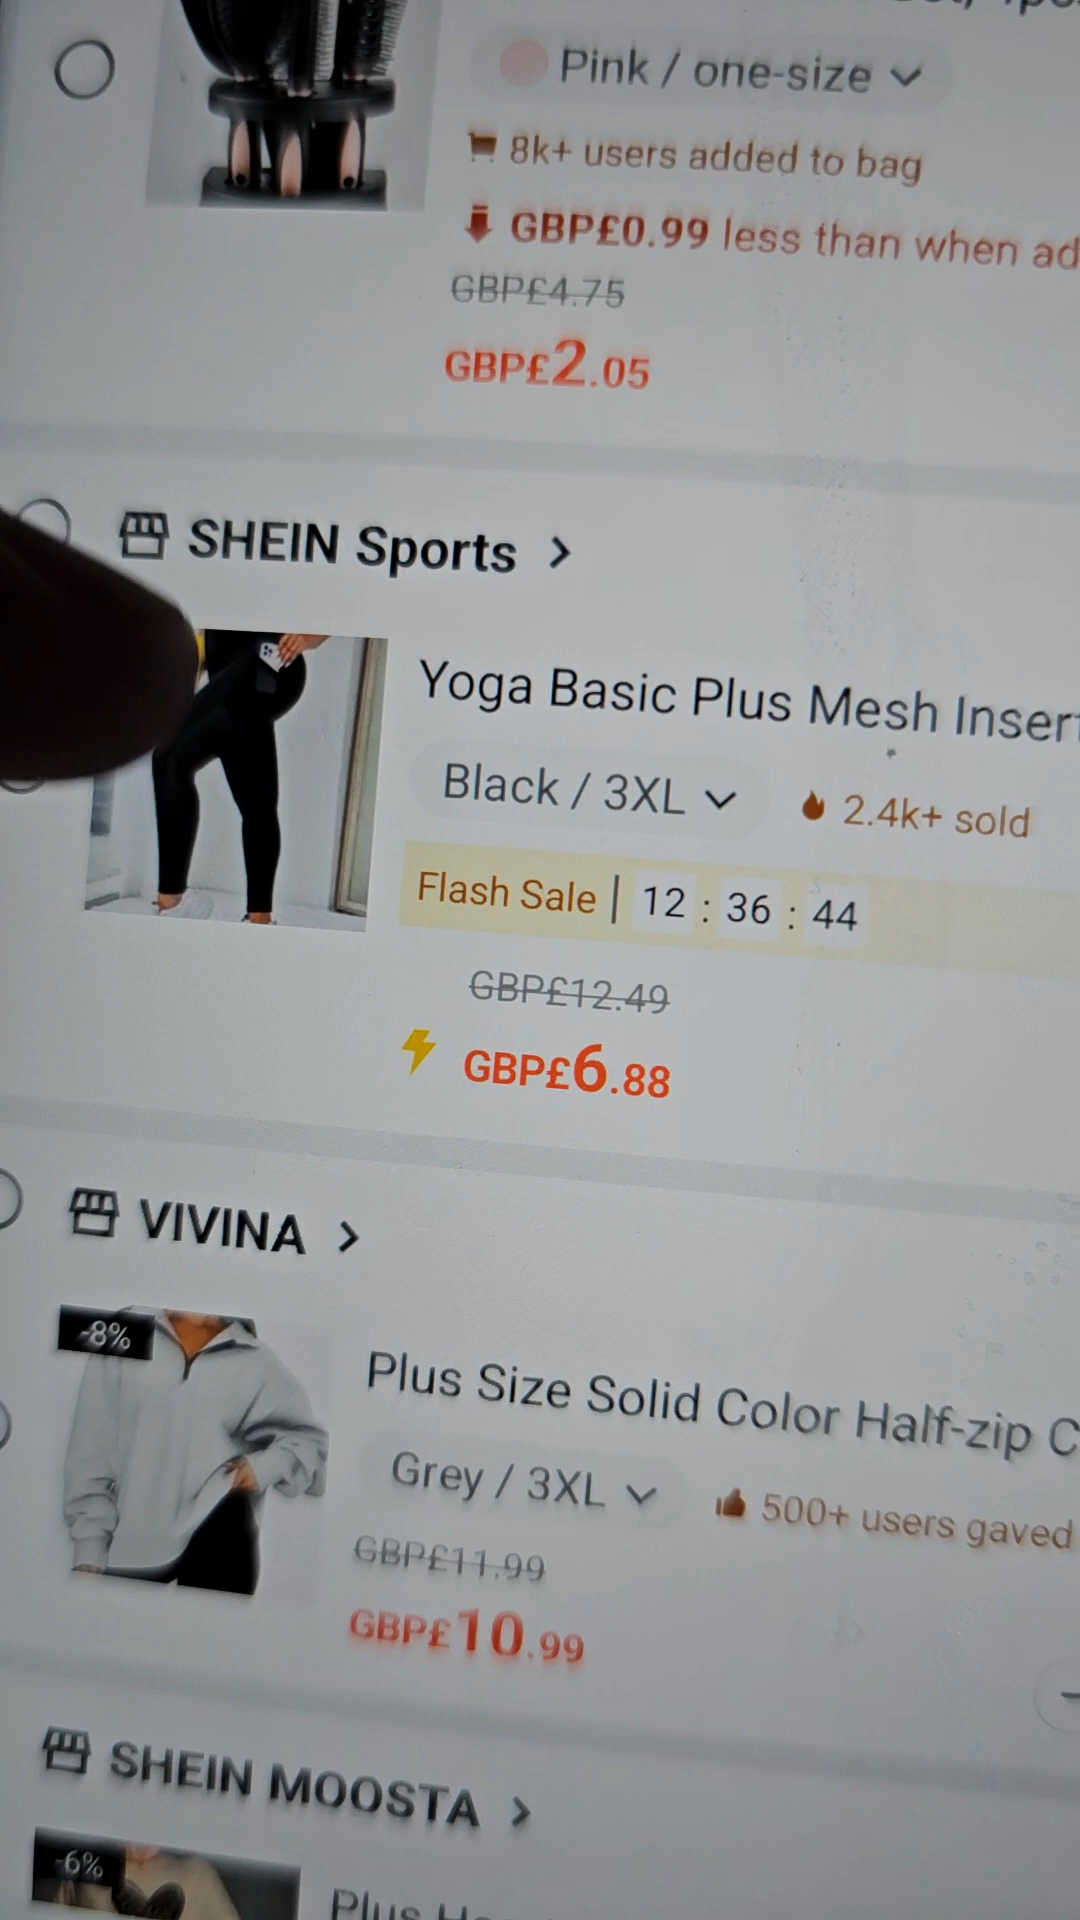 Pink / one-size
8k+ users added to bag
GBP£0.99 less than when ad
GBP£4.75
GBP£2.05
SHEIN Sports >
Yoga Basic Plus Mesh Inser
Black / 3XL
2.4k+ sold
Flash Sale | 12 : 36 : 44
GBP£12.49
GBP£6.88
VIVINA >
-8%
Plus Size Solid Color Half-zip C
Grey / 3XL
500+ users gaved
GBP£11.99
GBP£10.99
SHEIN MOOSTA >
-6%
Plus